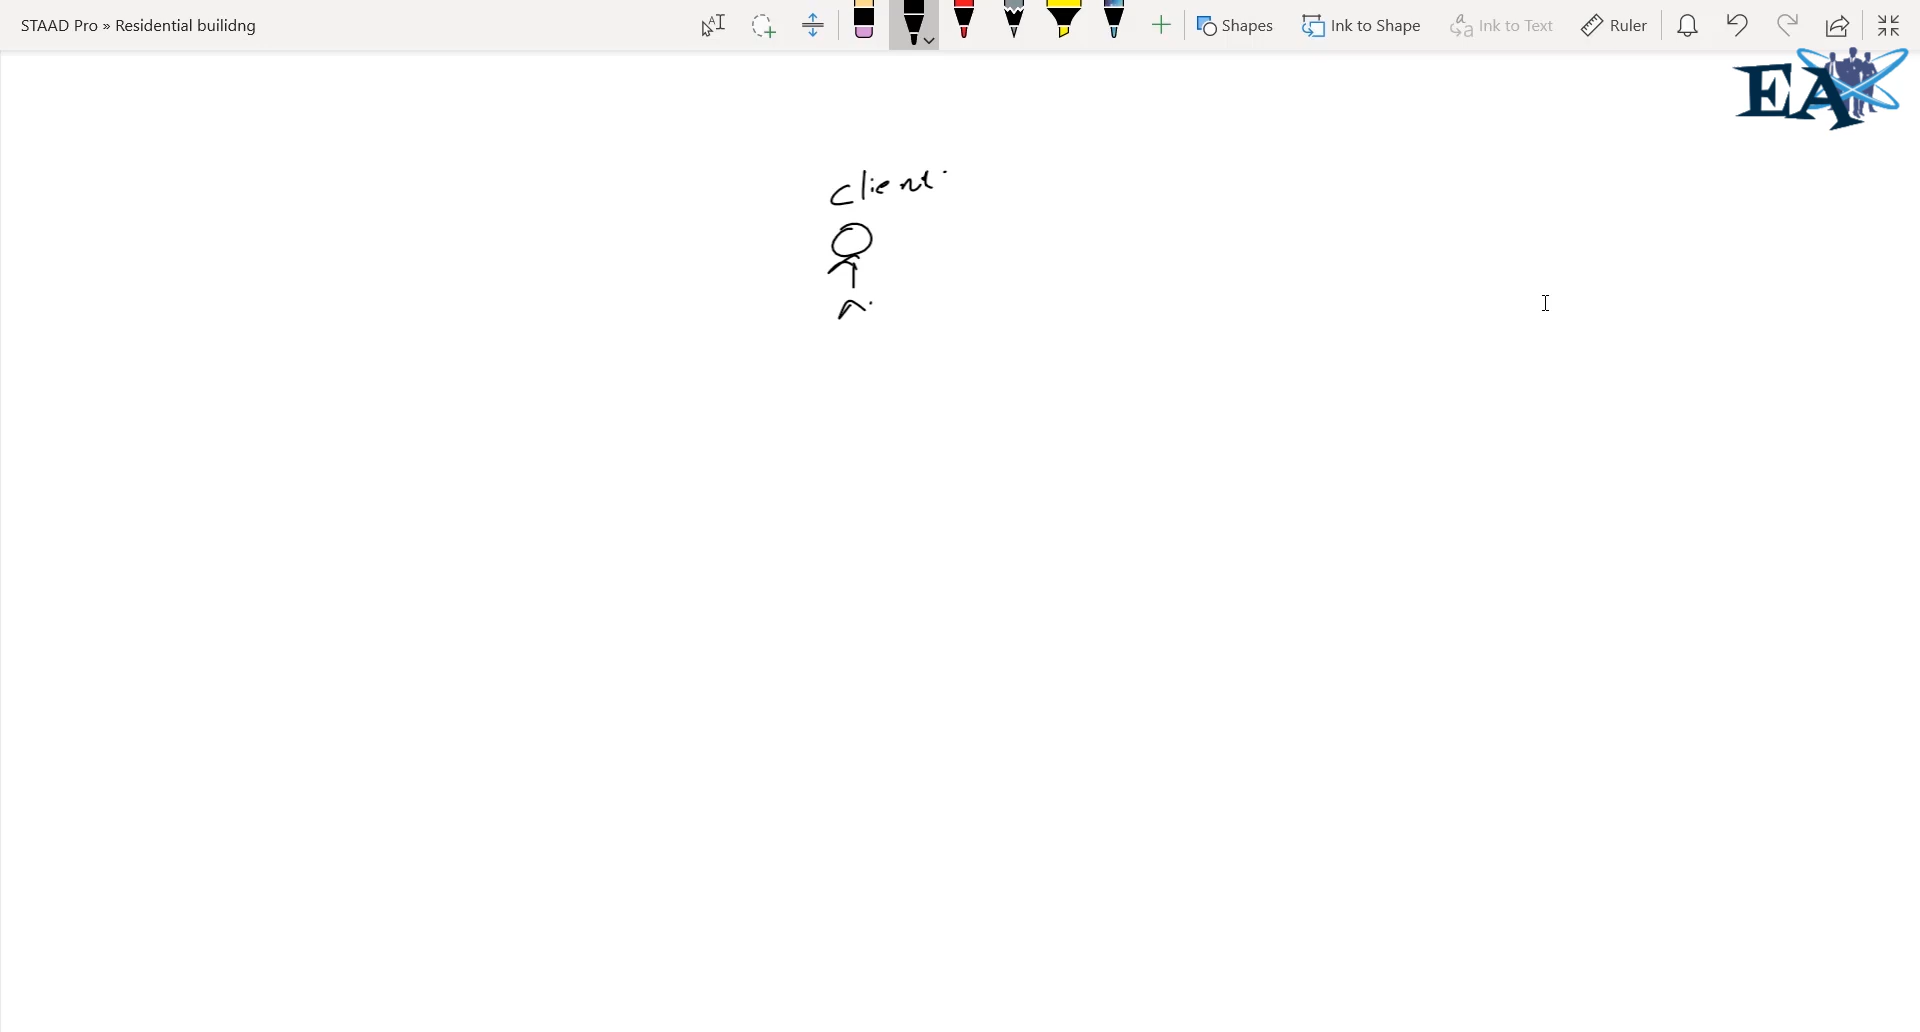 STAAD Pro » Residential builidng
Shapes
Ink to Shape
Ink to Text
Ruler
EA
client